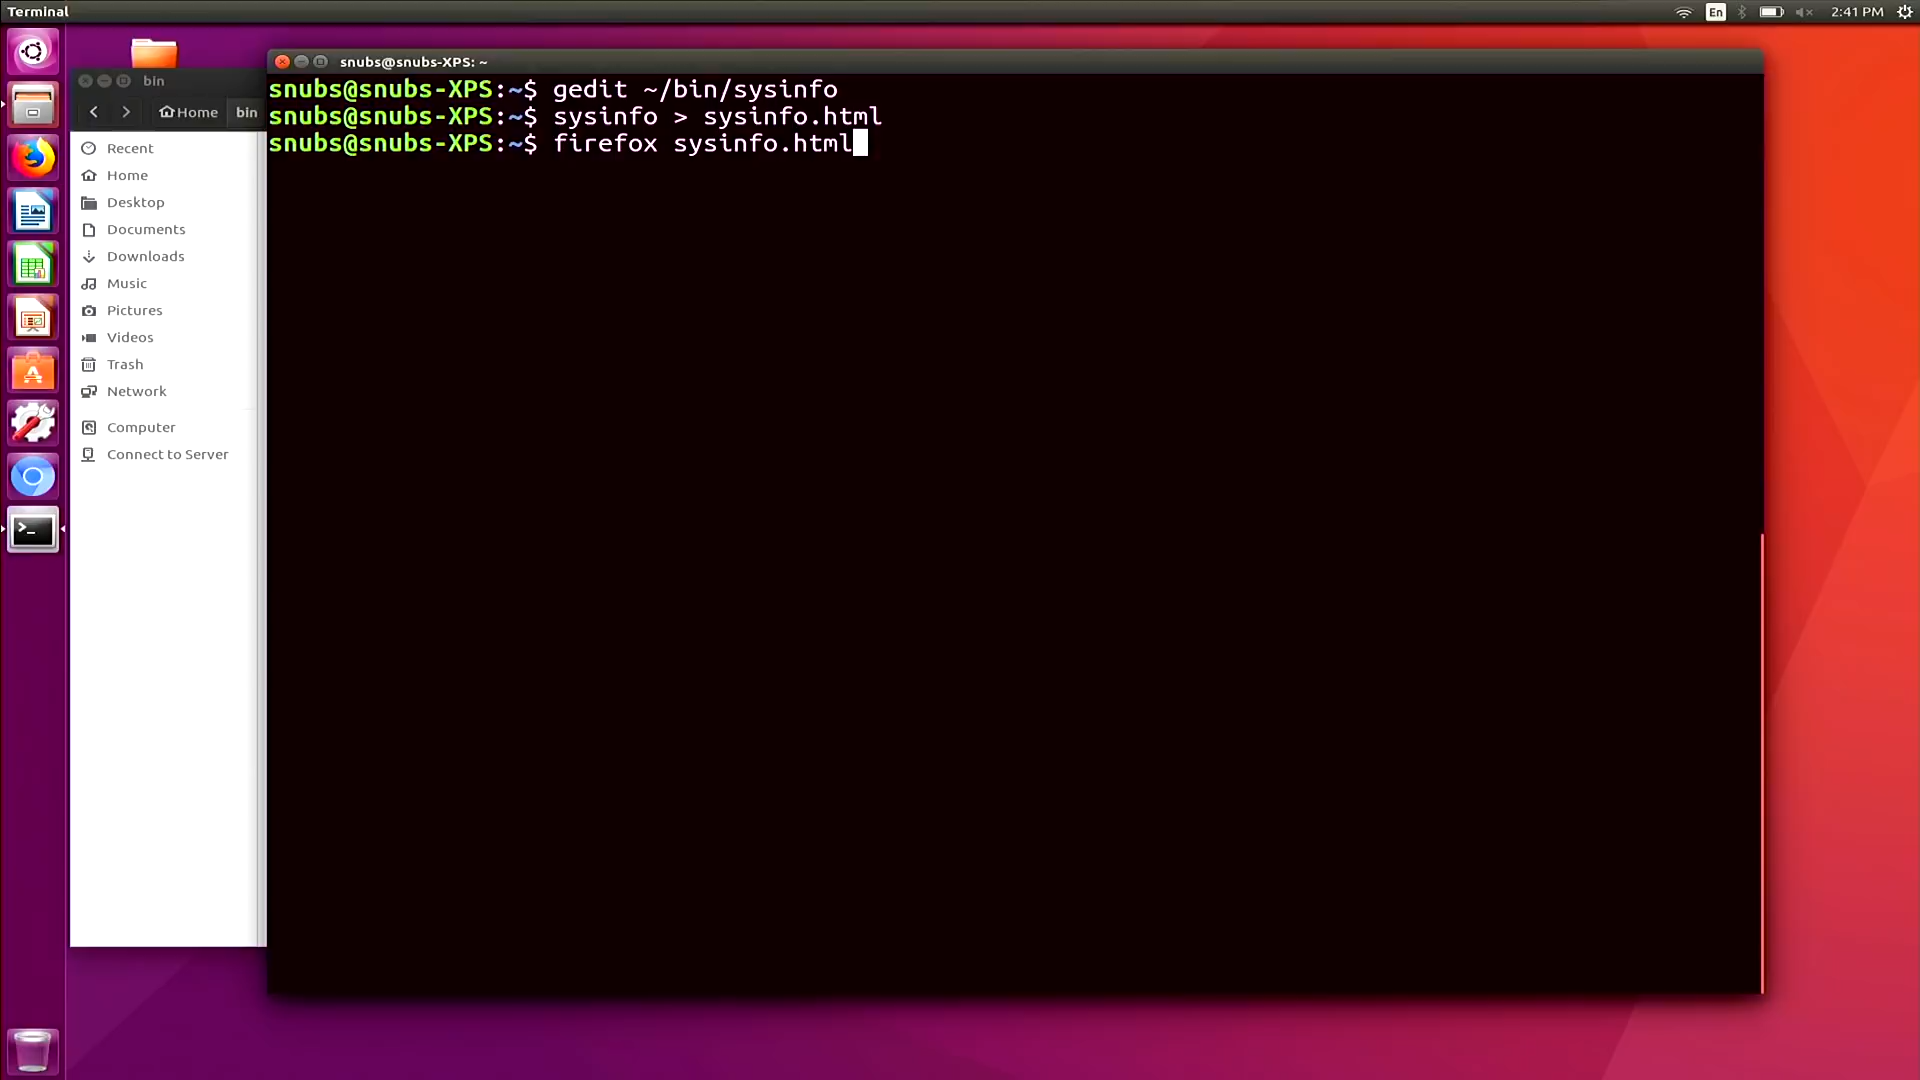 Terminal
En
2:41 PM
bin
snubs@snubs-XPS: ~
Home
bin
Recent
Home
Desktop
Documents
Downloads
Music
Pictures
Videos
Trash
Network
Computer
Connect to Server
snubs@snubs-XPS:~$ gedit ~/bin/sysinfo
snubs@snubs-XPS:~$ sysinfo > sysinfo.html
snubs@snubs-XPS:~$ firefox sysinfo.html